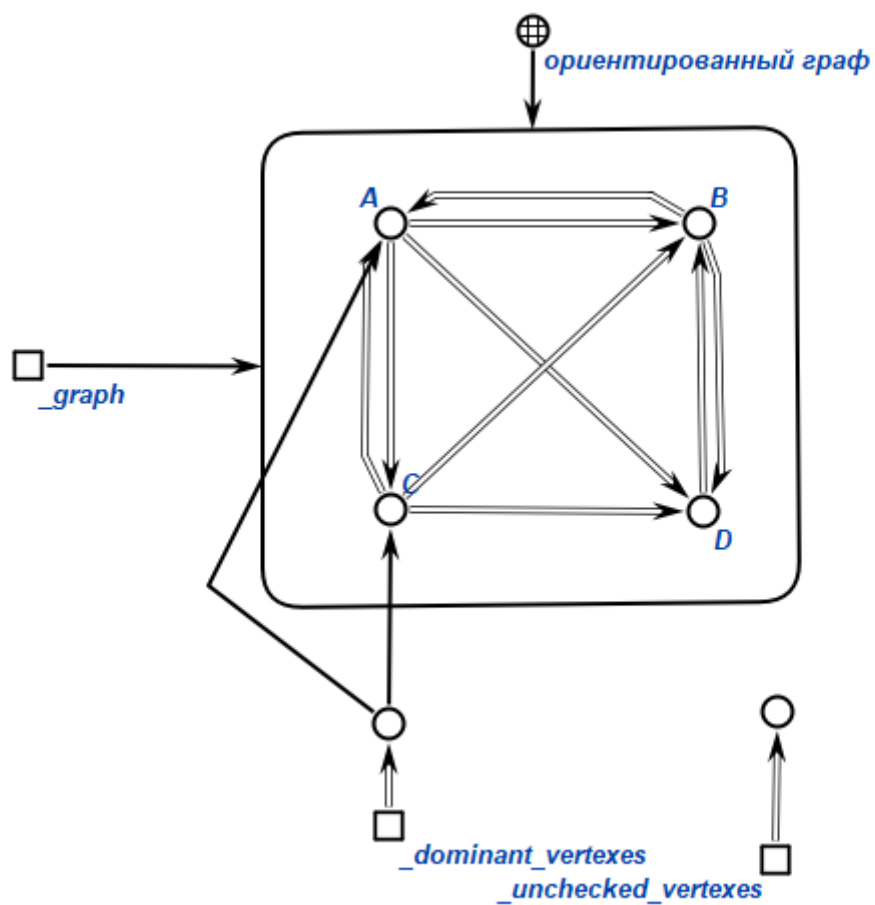 ориентированный граф
A
B
_graph
C
D
_dominant_vertexes
_unchecked_vertexes